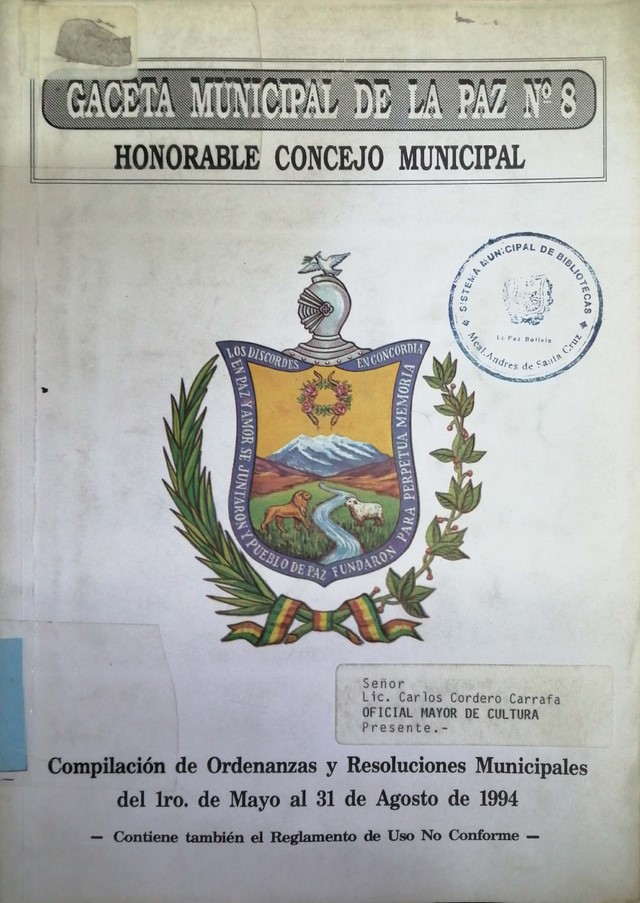 GACETA MUNICIPAL DE LA PAZ Nº 8
HONORABLE CONCEJO MUNICIPAL
SISTEMA MUNICIPAL DE BIBLIOTECAS
La Paz Bolivia
Mcal. Andres de Santa Cruz
LOS DISCORDES EN CONCORDIA
EN PAZ Y AMOR SE JUNTARON Y PUEBLO DE PAZ FUNDARON PARA PERPETUA MEMORIA
Señor
Lic. Carlos Cordero Carrafa
OFICIAL MAYOR DE CULTURA
Presente.-
Compilación de Ordenanzas y Resoluciones Municipales
del 1ro. de Mayo al 31 de Agosto de 1994
— Contiene también el Reglamento de Uso No Conforme —